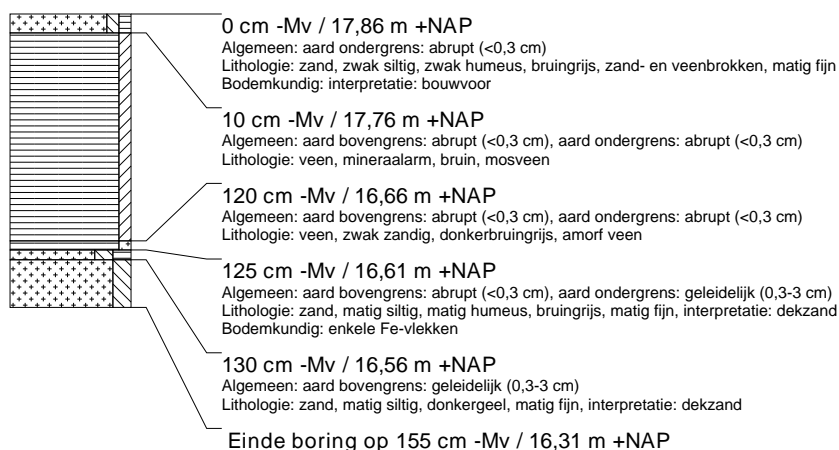 0 cm -Mv / 17,86 m +NAP
Algemeen: aard ondergrens: abrupt (<0,3 cm)
Lithologie: zand, zwak siltig, zwak humeus, bruingrijs, zand- en veenbrokken, matig fijn
Bodemkundig: interpretatie: bouwvoor
10 cm -Mv / 17,76 m +NAP
Algemeen: aard bovengrens: abrupt (<0,3 cm), aard ondergrens: abrupt (<0,3 cm)
Lithologie: veen, mineraalarm, bruin, mosveen
120 cm -Mv / 16,66 m +NAP
Algemeen: aard bovengrens: abrupt (<0,3 cm), aard ondergrens: abrupt (<0,3 cm)
Lithologie: veen, zwak zandig, donkerbruingrijs, amorf veen
125 cm -Mv / 16,61 m +NAP
Algemeen: aard bovengrens: abrupt (<0,3 cm), aard ondergrens: geleidelijk (0,3-3 cm)
Lithologie: zand, matig siltig, matig humeus, bruingrijs, matig fijn, interpretatie: dekzand
Bodemkundig: enkele Fe-vlekken
130 cm -Mv / 16,56 m +NAP
Algemeen: aard bovengrens: geleidelijk (0,3-3 cm)
Lithologie: zand, matig siltig, donkergeel, matig fijn, interpretatie: dekzand
Einde boring op 155 cm -Mv / 16,31 m +NAP